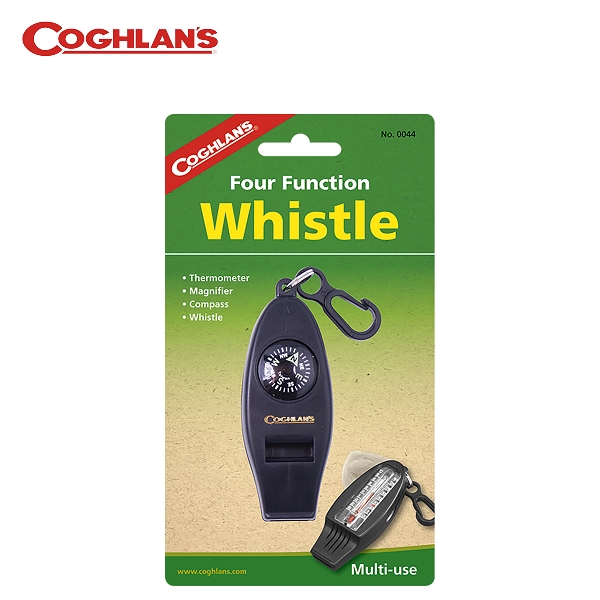 COGHLAN'S
No. 0044
COGHLAN'S®
Four Function
Whistle
• Thermometer
• Magnifier
• Compass
• Whistle
COGHLAN'S
www.coghlans.com
Multi-use